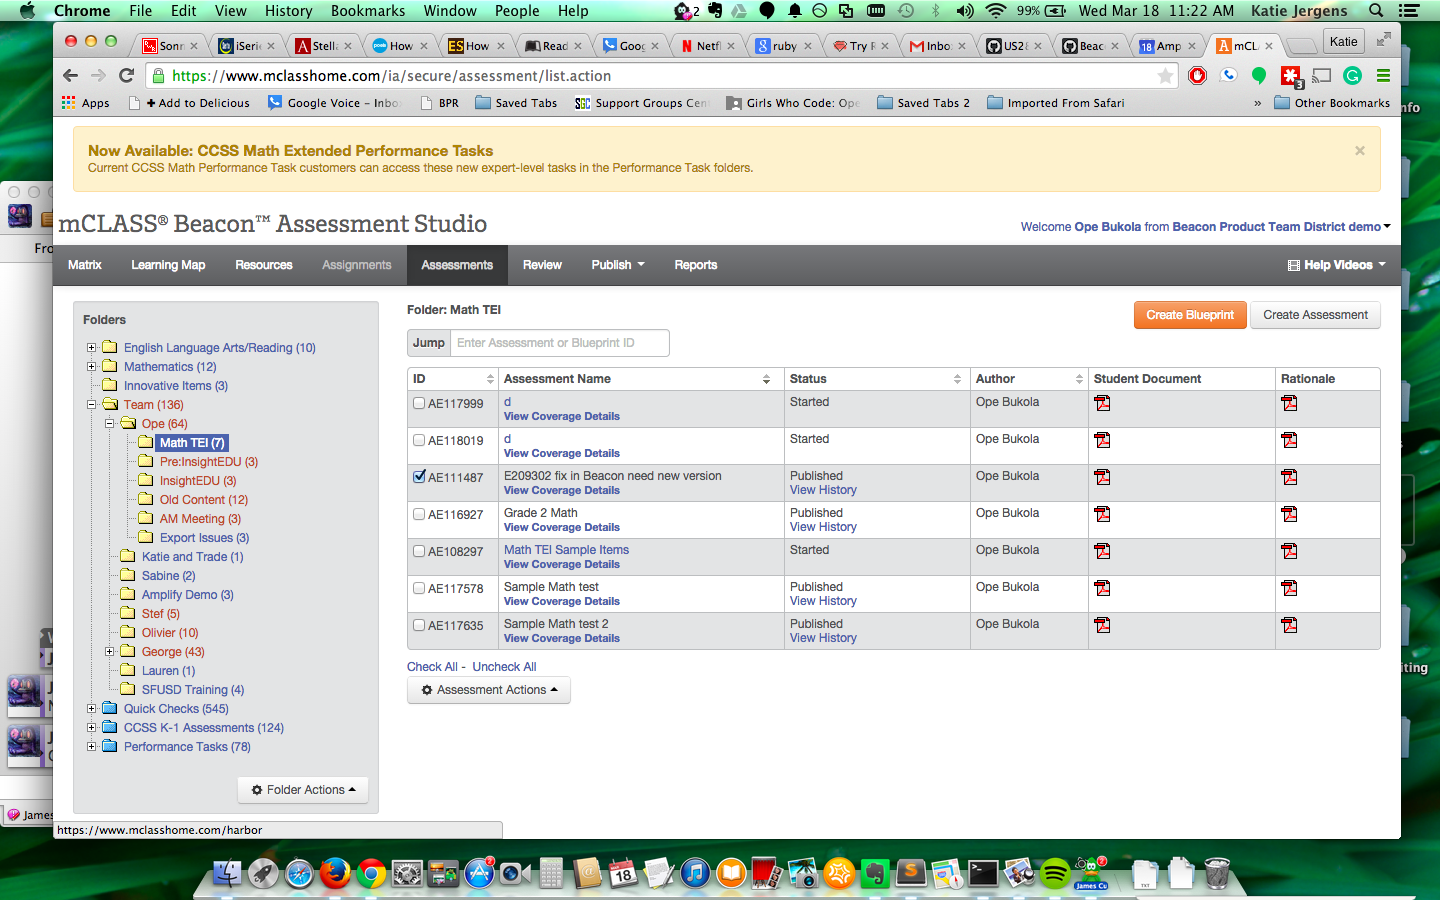 Chrome File Edit View History Bookmarks Window People Help 2 99% Wed Mar 18 11:22 AM Katie Jergens
Sonr iSerie Stella How How Read Goog Netfl ruby Try R Inbo US2 Beac Amp mCLA Katie
https://www.mclasshome.com/ia/secure/assessment/list.action 3
Apps + Add to Delicious Google Voice - Inbo BPR Saved Tabs Support Groups Cen Girls Who Code: Ope Saved Tabs 2 Imported From Safari » Other Bookmarks
Now Available: CCSS Math Extended Performance Tasks
Current CCSS Math Performance Task customers can access these new expert-level tasks in the Performance Task folders.
mCLASS® Beacon™ Assessment Studio
Welcome Ope Bukola from Beacon Product Team District demo
Matrix Learning Map Resources Assignments Assessments Review Publish Reports Help Videos
Folders
English Language Arts/Reading (10)
Mathematics (12)
Innovative Items (3)
Team (136)
Ope (64)
Math TEI (7)
Pre:InsightEDU (3)
InsightEDU (3)
Old Content (12)
AM Meeting (3)
Export Issues (3)
Katie and Trade (1)
Sabine (2)
Amplify Demo (3)
Stef (5)
Olivier (10)
George (43)
Lauren (1)
SFUSD Training (4)
Quick Checks (545)
CCSS K-1 Assessments (124)
Performance Tasks (78)
Folder Actions
Folder: Math TEI
Create Blueprint Create Assessment
Jump Enter Assessment or Blueprint ID
ID Assessment Name Status Author Student Document Rationale
AE117999 d Started Ope Bukola
View Coverage Details
AE118019 d Started Ope Bukola
View Coverage Details
AE111487 E209302 fix in Beacon need new version Published Ope Bukola
View Coverage Details View History
AE116927 Grade 2 Math Published Ope Bukola
View Coverage Details View History
AE108297 Math TEI Sample Items Started Ope Bukola
View Coverage Details
AE117578 Sample Math test Published Ope Bukola
View Coverage Details View History
AE117635 Sample Math test 2 Published Ope Bukola
View Coverage Details View History
Check All - Uncheck All
Assessment Actions
https://www.mclasshome.com/harbor
Fro
James
nfo
iting
18
James Cu
TXT